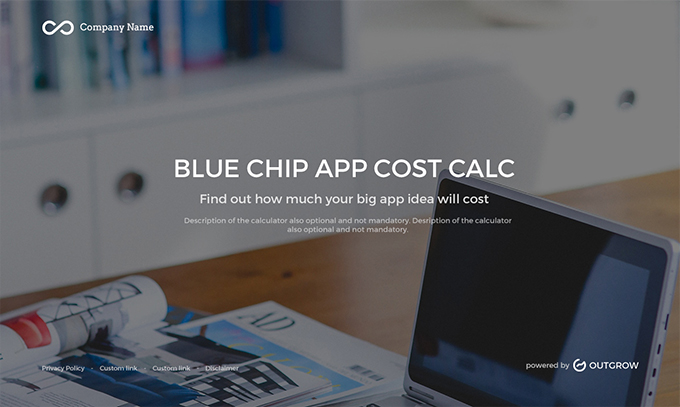 Company Name
BLUE CHIP APP COST CALC
Find out how much your big app idea will cost
Description of the calculator also optional and not mandatory. Desription of the calculator
also optional and not mandatory.
AD
Privacy Policy - Custom link - Custom link - Disclaimer
powered by OUTGROW